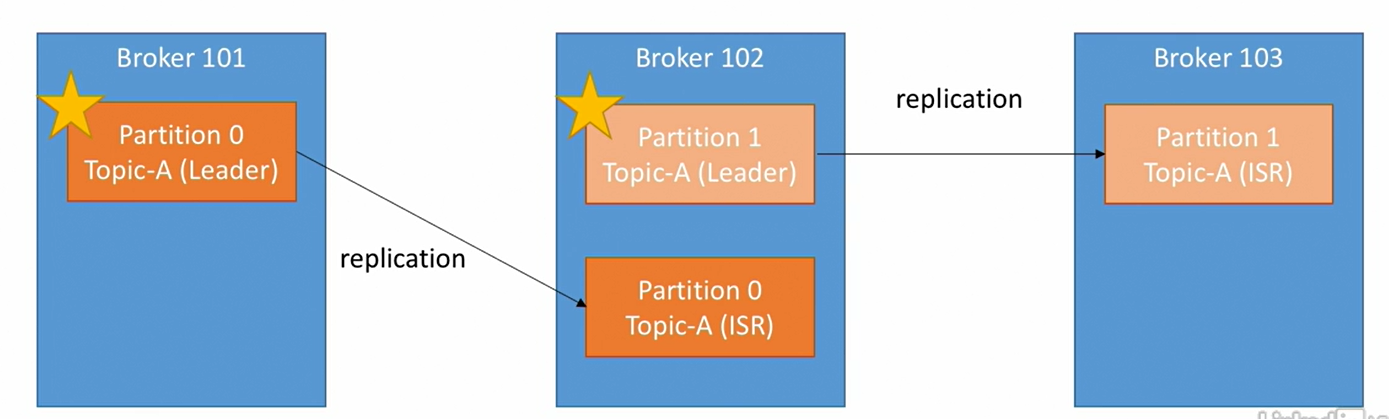 Broker 101
Partition 0
Topic-A (Leader)
replication
Broker 102
Partition 1
Topic-A (Leader)
Partition 0
Topic-A (ISR)
replication
Broker 103
Partition 1
Topic-A (ISR)